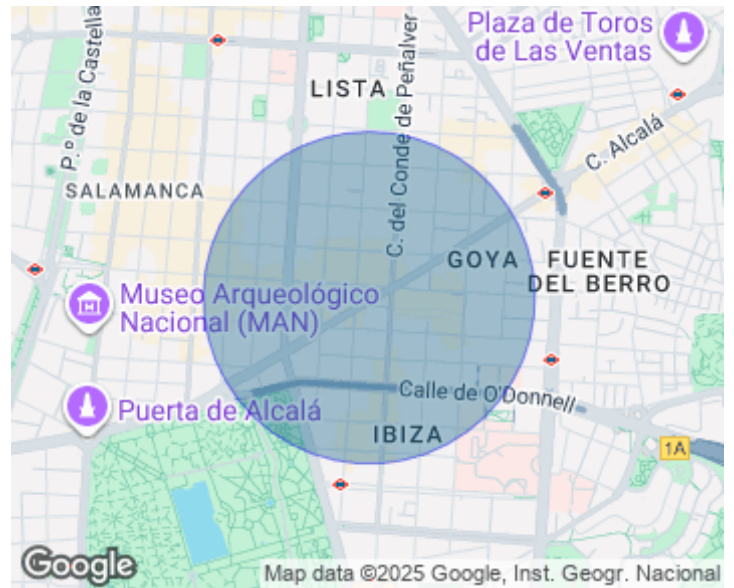 Plaza de Toros
de Las Ventas
LISTA
P.º de la Castella
C. del Conde de Peñalver
C. Alcalá
SALAMANCA
GOYA
FUENTE
DEL BERRO
Museo Arqueológico
Nacional (MAN)
Puerta de Alcalá
Calle de O'Donnell
IBIZA
1A
Google
Map data ©2025 Google, Inst. Geogr. Nacional